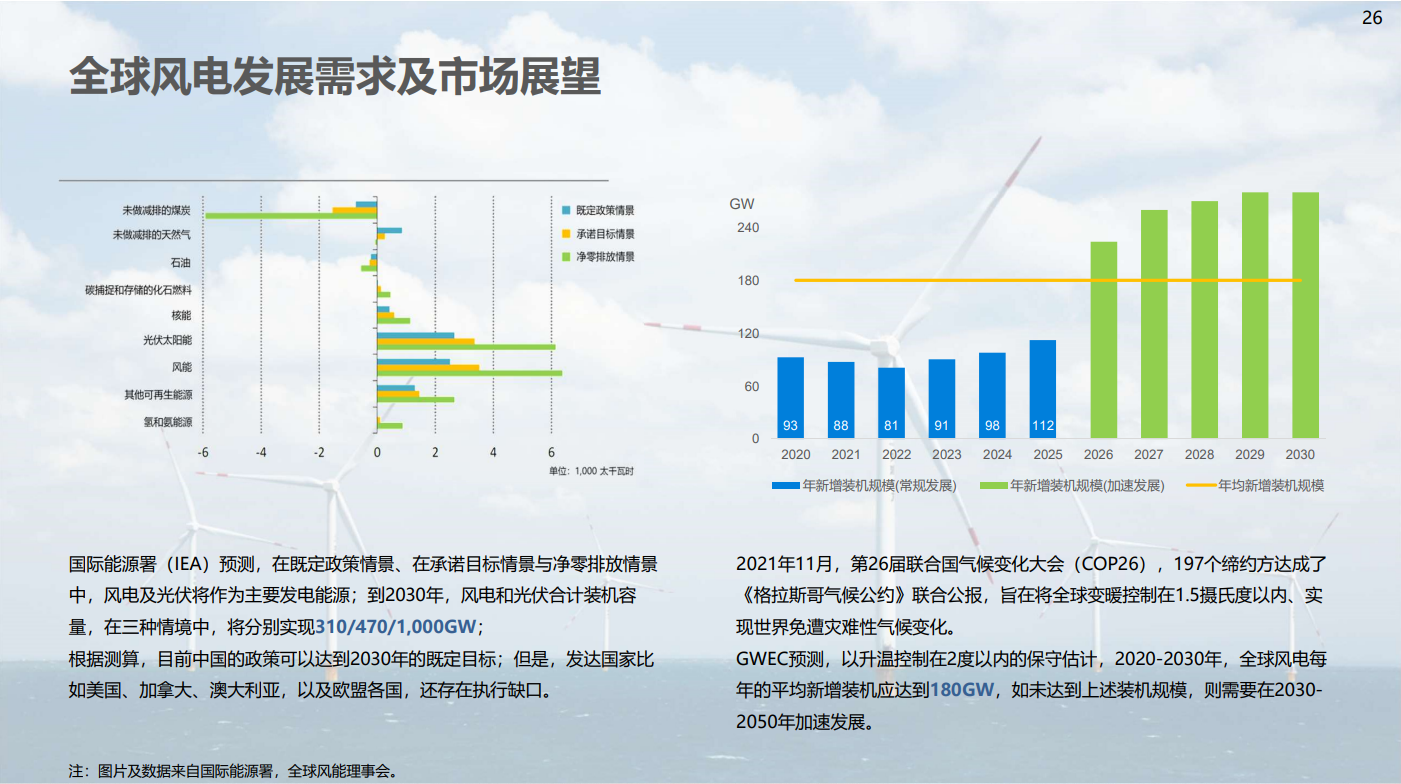 26
全球风电发展需求及市场展望
未做减排的煤炭
未做减排的天然气
石油
碳捕捉和存储的化石燃料
核能
光伏太阳能
风能
其他可再生能源
氢和氨能源
-6 -4 -2 0 2 4 6
单位：1,000 太千瓦时
既定政策情景
承诺目标情景
净零排放情景
GW
240
180
120
60
0
93 88 81 91 98 112
2020 2021 2022 2023 2024 2025 2026 2027 2028 2029 2030
年新增装机规模(常规发展) 年新增装机规模(加速发展) 年均新增装机规模
国际能源署（IEA）预测，在既定政策情景、在承诺目标情景与净零排放情景
中，风电及光伏将作为主要发电能源；到2030年，风电和光伏合计装机容
量，在三种情境中，将分别实现310/470/1,000GW；
根据测算，目前中国的政策可以达到2030年的既定目标；但是，发达国家比
如美国、加拿大、澳大利亚，以及欧盟各国，还存在执行缺口。
2021年11月，第26届联合国气候变化大会（COP26），197个缔约方达成了
《格拉斯哥气候公约》联合公报，旨在将全球变暖控制在1.5摄氏度以内、实
现世界免遭灾难性气候变化。
GWEC预测，以升温控制在2度以内的保守估计，2020-2030年，全球风电每
年的平均新增装机应达到180GW，如未达到上述装机规模，则需要在2030-
2050年加速发展。
注：图片及数据来自国际能源署，全球风能理事会。